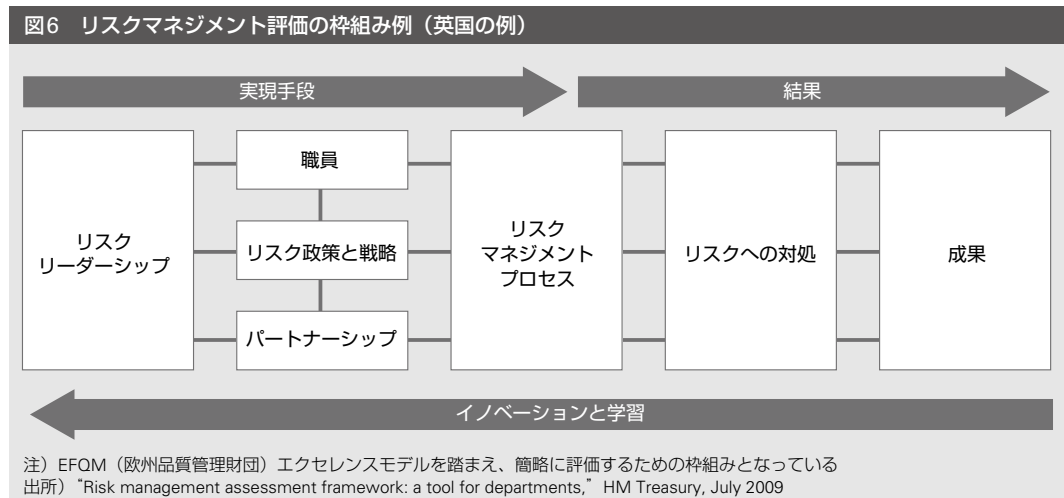 図6　リスクマネジメント評価の枠組み例（英国の例）
実現手段
結果
リスク
リーダーシップ
職員
リスク政策と戦略
パートナーシップ
リスク
マネジメント
プロセス
リスクへの対処
成果
イノベーションと学習
注）EFQM（欧州品質管理財団）エクセレンスモデルを踏まえ、簡略に評価するための枠組みとなっている
出所）“Risk management assessment framework: a tool for departments,” HM Treasury, July 2009